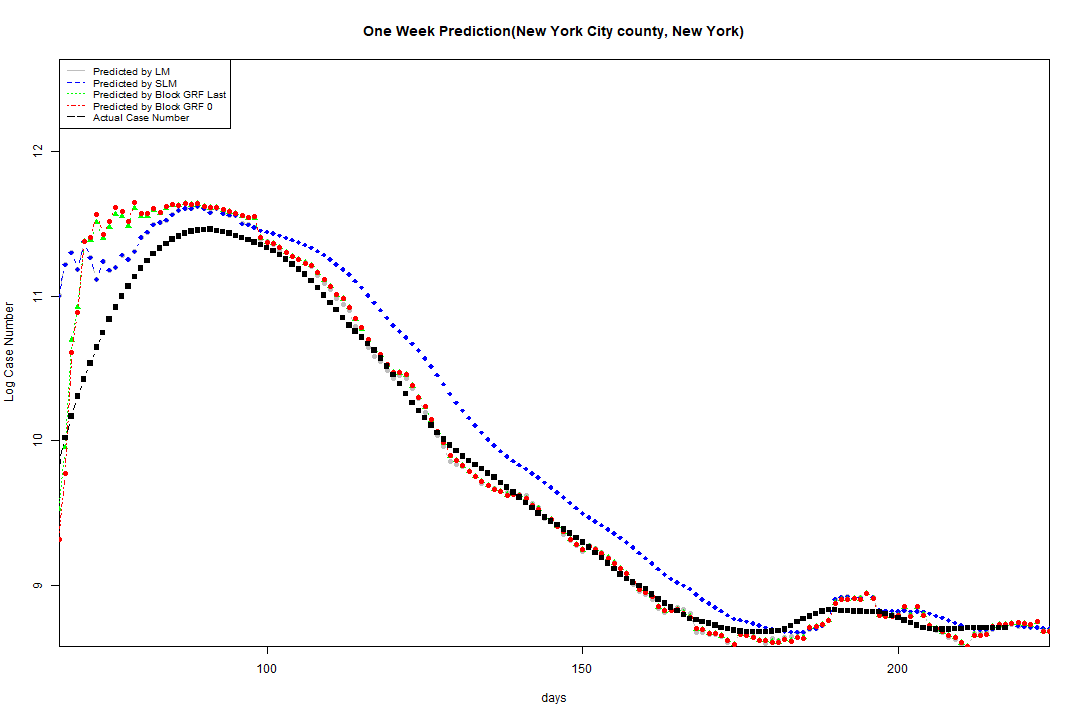 One Week Prediction(New York City county, New York)
Predicted by LM
Predicted by SLM
Predicted by Block GRF Last
Predicted by Block GRF 0
Actual Case Number
12
11
10
9
Log Case Number
100
150
200
days